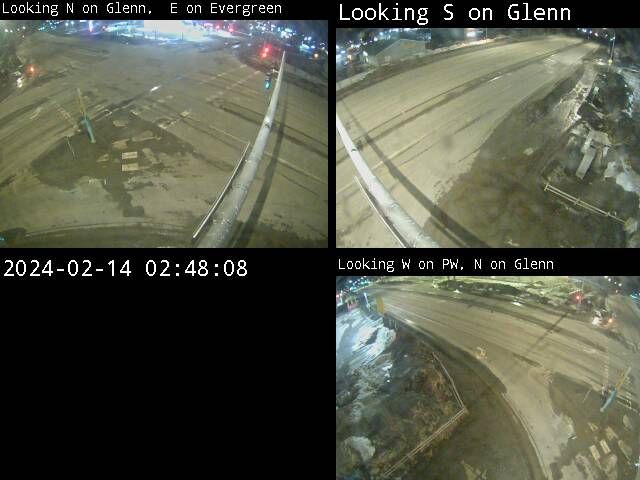 Looking N on Glenn,  E on Evergreen
Looking S on Glenn
2024-02-14 02:48:08
Looking W on PW, N on Glenn